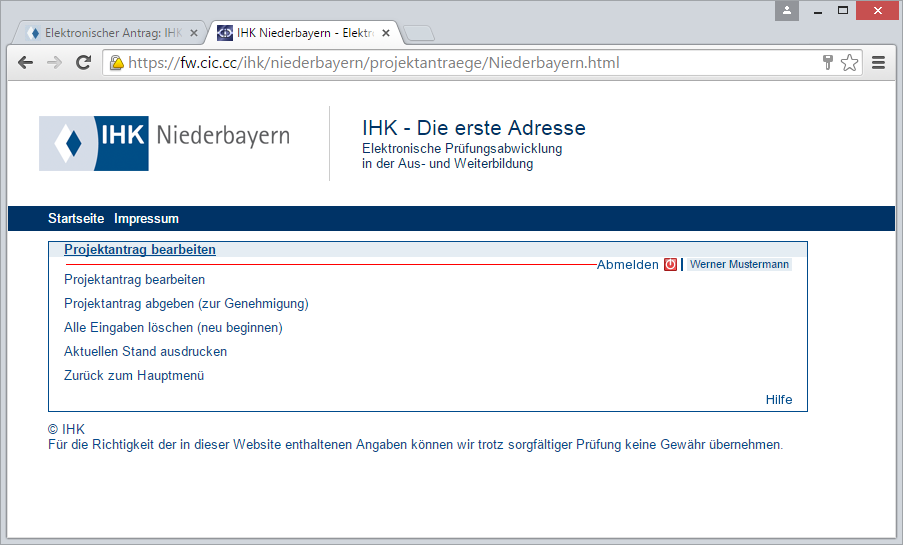 Elektronischer Antrag: IHK
IHK Niederbayern - Elektr
https://fw.cic.cc/ihk/niederbayern/projektantraege/Niederbayern.html
IHK Niederbayern
IHK - Die erste Adresse
Elektronische Prüfungsabwicklung
in der Aus- und Weiterbildung
Startseite Impressum
Projektantrag bearbeiten
Abmelden Werner Mustermann
Projektantrag bearbeiten
Projektantrag abgeben (zur Genehmigung)
Alle Eingaben löschen (neu beginnen)
Aktuellen Stand ausdrucken
Zurück zum Hauptmenü
Hilfe
© IHK
Für die Richtigkeit der in dieser Website enthaltenen Angaben können wir trotz sorgfältiger Prüfung keine Gewähr übernehmen.